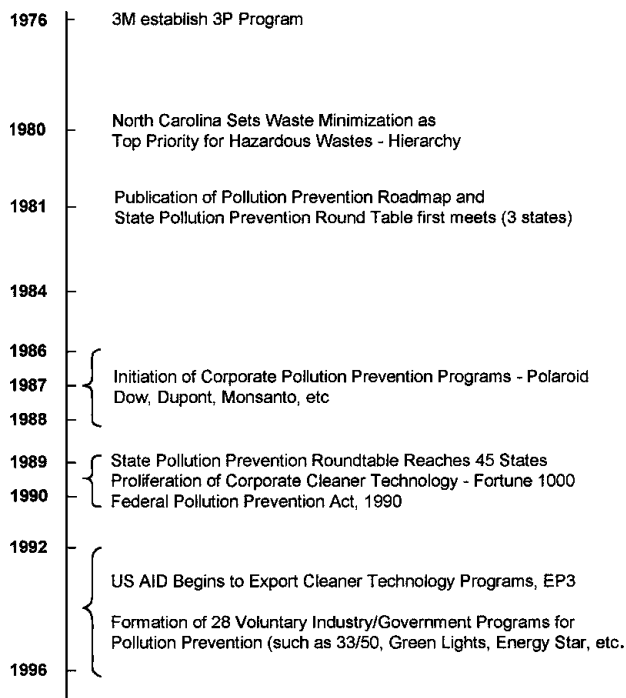 1976 3M establish 3P Program
1980 North Carolina Sets Waste Minimization as
Top Priority for Hazardous Wastes - Hierarchy
1981 Publication of Pollution Prevention Roadmap and
State Pollution Prevention Round Table first meets (3 states)
1984
1986
1987 Initiation of Corporate Pollution Prevention Programs - Polaroid
Dow, Dupont, Monsanto, etc
1988
1989 State Pollution Prevention Roundtable Reaches 45 States
Proliferation of Corporate Cleaner Technology - Fortune 1000
1990 Federal Pollution Prevention Act, 1990
1992
US AID Begins to Export Cleaner Technology Programs, EP3
Formation of 28 Voluntary Industry/Government Programs for
Pollution Prevention (such as 33/50, Green Lights, Energy Star, etc.
1996